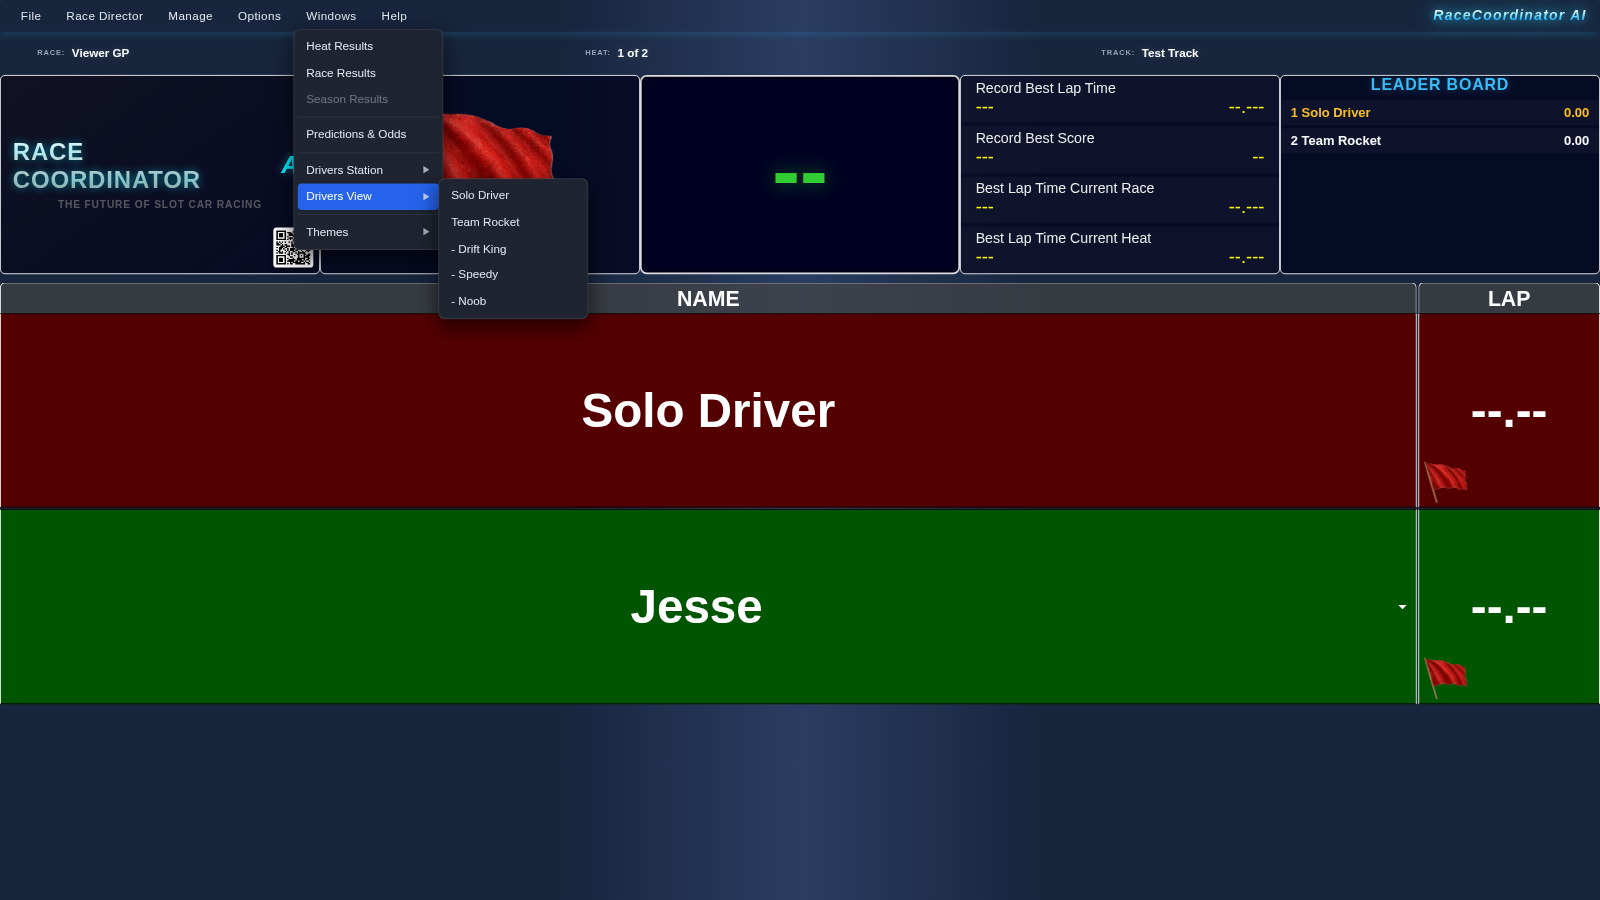 File Race Director Manage Options Windows Help RaceCoordinator AI
RACE: Viewer GP HEAT: 1 of 2 TRACK: Test Track
Heat Results
Race Results
Season Results
Predictions & Odds
Drivers Station
Drivers View
Themes
Solo Driver
Team Rocket
- Drift King
- Speedy
- Noob
RACE
COORDINATOR
THE FUTURE OF SLOT CAR RACING
--
Record Best Lap Time
--- --.---
Record Best Score
--- --
Best Lap Time Current Race
--- --.---
Best Lap Time Current Heat
--- --.---
LEADER BOARD
1 Solo Driver 0.00
2 Team Rocket 0.00
NAME LAP
Solo Driver --.--
Jesse --.--